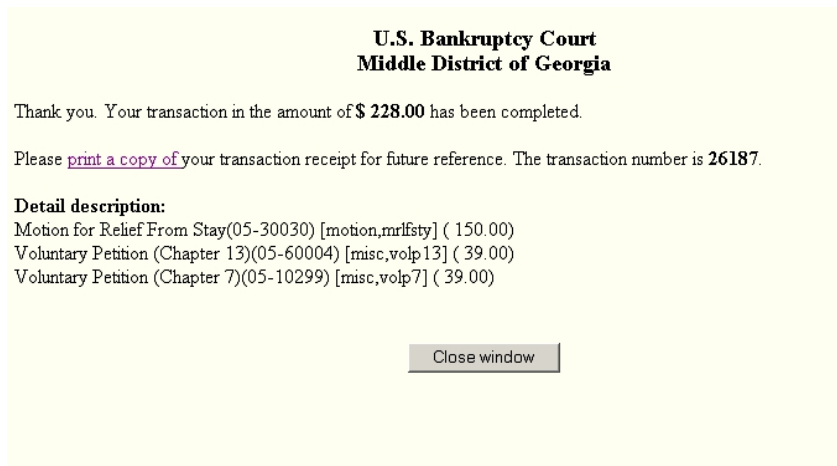 U.S. Bankruptcy Court
Middle District of Georgia
Thank you. Your transaction in the amount of $ 228.00 has been completed.
Please print a copy of your transaction receipt for future reference. The transaction number is 26187.
Detail description:
Motion for Relief From Stay(05-30030) [motion,mrlfsty] ( 150.00)
Voluntary Petition (Chapter 13)(05-60004) [misc,volp13] ( 39.00)
Voluntary Petition (Chapter 7)(05-10299) [misc,volp7] ( 39.00)
Close window